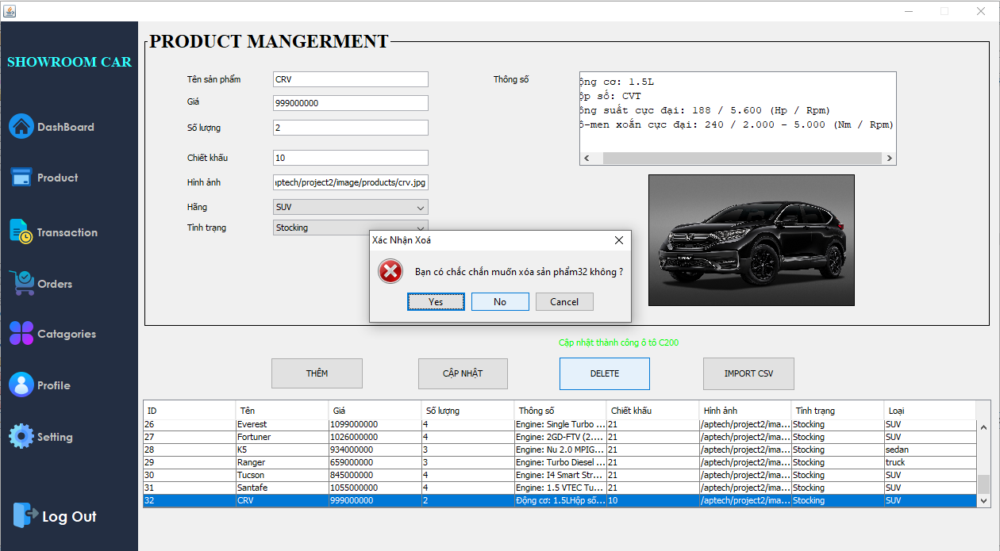 PRODUCT MANGERMENT
SHOWROOM CAR
DashBoard
Product
Transaction
Orders
Catagories
Profile
Setting
Log Out
Tên sản phẩm
CRV
Giá
999000000
Số lượng
2
Chiết khấu
10
Hình ảnh
aptech/project2/image/products/crv.jpg
Hãng
SUV
Tình trạng
Stocking
Thông số
ộng cơ: 1.5L
ộp số: CVT
ông suất cực đại: 188 / 5.600 (Hp / Rpm)
ô-men xoắn cực đại: 240 / 2.000 - 5.000 (Nm / Rpm)
Xác Nhận Xoá
Bạn có chắc chắn muốn xóa sản phẩm32 không ?
Yes No Cancel
Cập nhật thành công ô tô C200
THÊM CẬP NHẬT DELETE IMPORT CSV
ID Tên Giá Số lượng Thông số Chiết khấu Hình ảnh Tình trạng Loại
26 Everest 1099000000 4 Engine: Single Turbo ... 21 /aptech/project2/ima... Stocking SUV
27 Fortuner 1026000000 4 Engine: 2GD-FTV (2.... 21 /aptech/project2/ima... Stocking SUV
28 K5 934000000 3 Engine: Nu 2.0 MPIG... 21 /aptech/project2/ima... Stocking sedan
29 Ranger 659000000 3 Engine: Turbo Diesel ... 21 /aptech/project2/ima... Stocking truck
30 Tucson 845000000 4 Engine: I4 Smart Str... 21 /aptech/project2/ima... Stocking SUV
31 Santafe 1055000000 4 Engine: 1.5 VTEC Tu... 21 /aptech/project2/ima... Stocking SUV
32 CRV 999000000 2 Động cơ: 1.5LHộp số... 10 /aptech/project2/ima... Stocking SUV